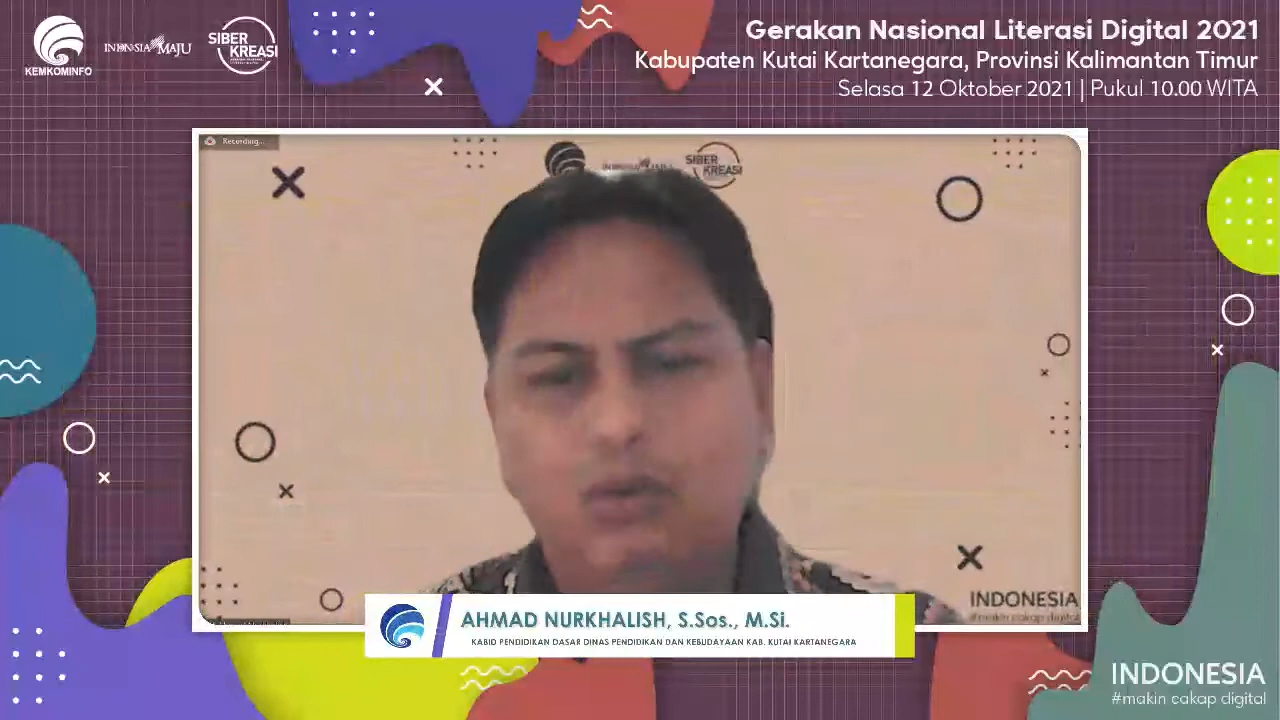 KEMKOMINFO
INDONESIA MAJU
SIBER
KREASI
Gerakan Nasional Literasi Digital 2021
Kabupaten Kutai Kartanegara, Provinsi Kalimantan Timur
Selasa 12 Oktober 2021 | Pukul 10.00 WITA
Recording...
SIBER
KREASI
INDONESIA
#makin cakap digital
AHMAD NURKHALISH, S.Sos., M.Si.
KABID PENDIDIKAN DASAR DINAS PENDIDIKAN DAN KEBUDAYAAN KAB. KUTAI KARTANEGARA
INDONESIA
#makin cakap digital